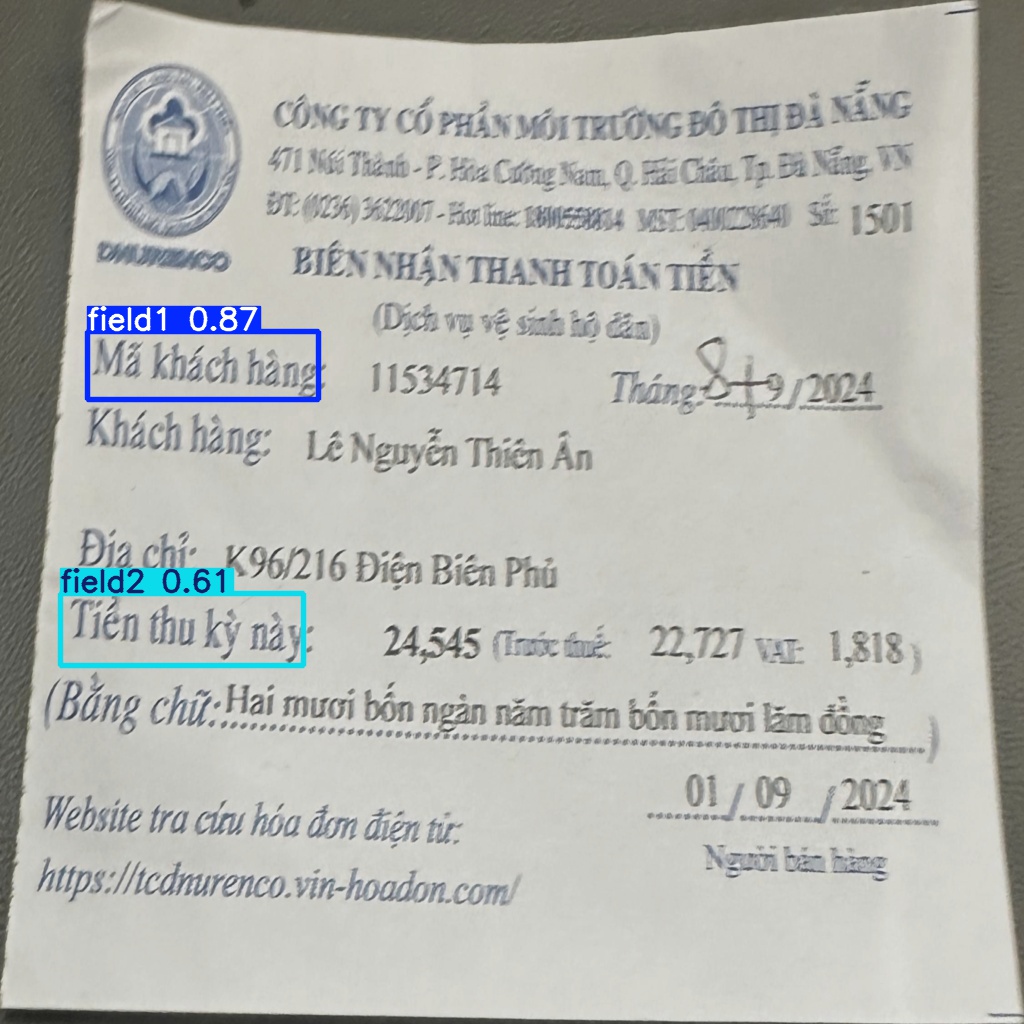 CÔNG TY CỔ PHẦN MÔI TRƯỜNG ĐÔ THỊ ĐÀ NẴNG
471 Núi Thành - P. Hòa Cường Nam, Q. Hải Châu, Tp. Đà Nẵng, VN
ĐT: (0236) 3622007 - Hot line: MST: Số: 1501
BIÊN NHẬN THANH TOÁN TIỀN
(Dịch vụ vệ sinh hộ dân)
field1 0.87
Mã khách hàng: 11534714 Tháng: 8+9/2024
Khách hàng: Lê Nguyễn Thiên Ân
Địa chỉ: K96/216 Điện Biên Phủ
field2 0.61
Tiền thu kỳ này: 24,545 (Trước thuế: 22,727 VAT: 1,818)
(Bằng chữ: Hai mươi bốn ngàn năm trăm bốn mươi lăm đồng)
01 / 09 / 2024
Website tra cứu hóa đơn điện tử:
Người bán hàng
https://tcdnurenco.vin-hoadon.com/